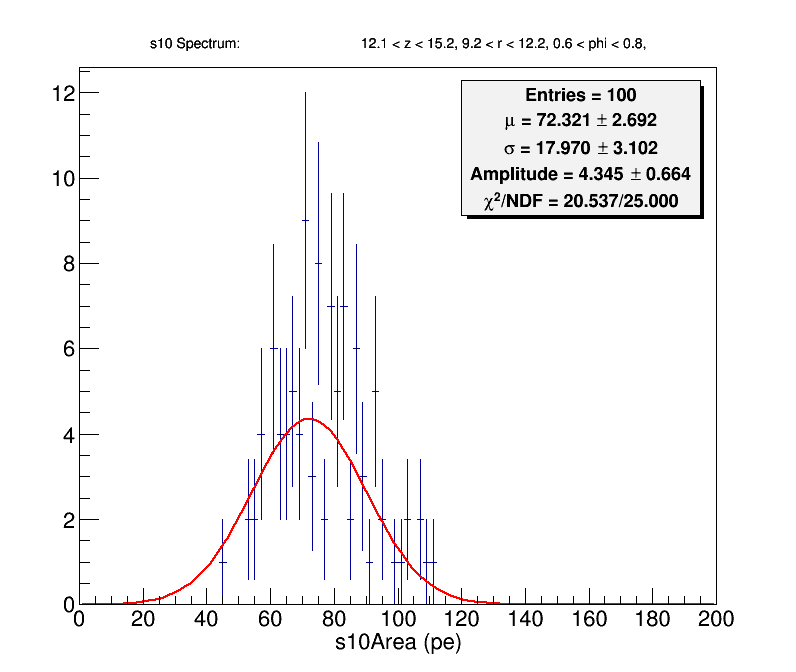 s10 Spectrum: 12.1 < z < 15.2, 9.2 < r < 12.2, 0.6 < phi < 0.8,
Entries = 100
μ = 72.321 ± 2.692
σ = 17.970 ± 3.102
Amplitude = 4.345 ± 0.664
χ²/NDF = 20.537/25.000
12
10
8
6
4
2
0
0 20 40 60 80 100 120 140 160 180 200
s10Area (pe)